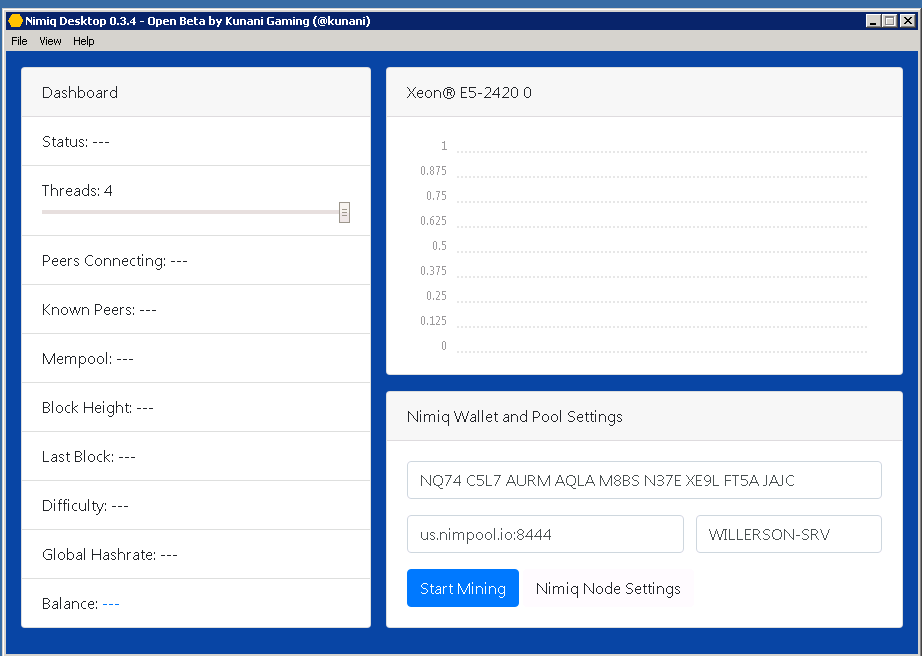 Nimiq Desktop 0.3.4 - Open Beta by Kunani Gaming (@kunani)
File View Help
Dashboard
Status: ---
Threads: 4
Peers Connecting: ---
Known Peers: ---
Mempool: ---
Block Height: ---
Last Block: ---
Difficulty: ---
Global Hashrate: ---
Balance: ---
Xeon® E5-2420 0
1
0.875
0.75
0.625
0.5
0.375
0.25
0.125
0
Nimiq Wallet and Pool Settings
NQ74 C5L7 AURM AQLA M8BS N37E XE9L FT5A JAJC
us.nimpool.io:8444 WILLERSON-SRV
Start Mining Nimiq Node Settings